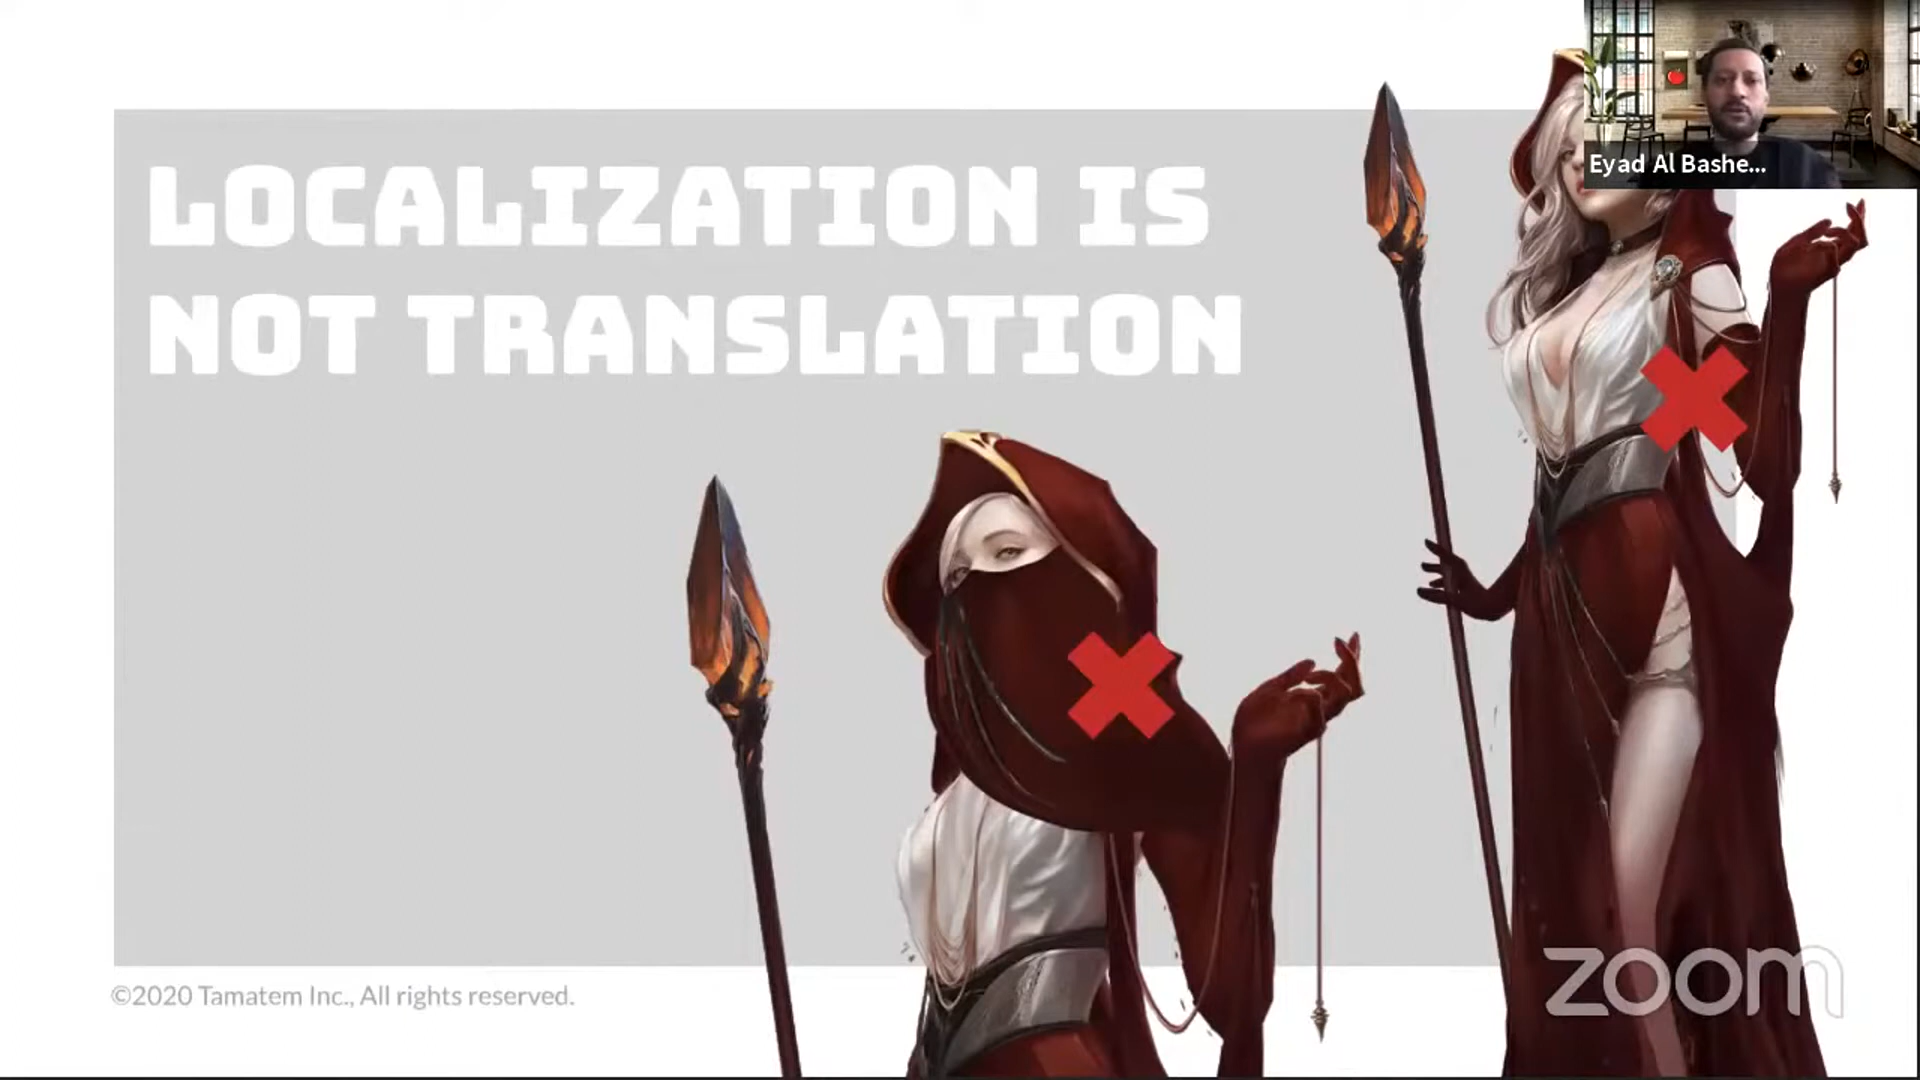 LOCALIZATION IS
NOT TRANSLATION
Eyad Al Bashe...
©2020 Tamatem Inc., All rights reserved.
zoom